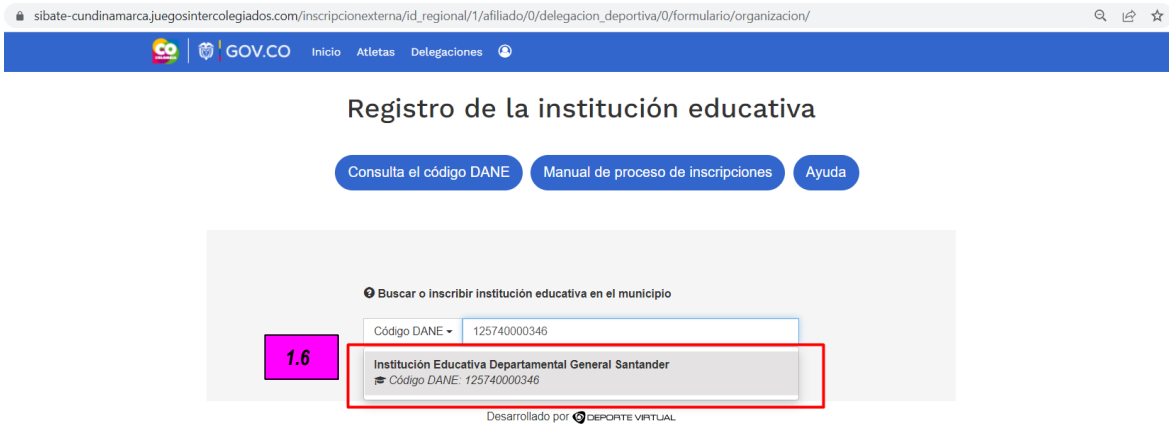 sibate-cundinamarca.juegosintercolegiados.com/inscripcionexterna/id_regional/1/afiliado/0/delegacion_deportiva/0/formulario/organizacion/
CO COLOMBIA GOV.CO Inicio Atletas Delegaciones
Registro de la institución educativa
Consulta el código DANE Manual de proceso de inscripciones Ayuda
Buscar o inscribir institución educativa en el municipio
Código DANE 125740000346
1.6
Institución Educativa Departamental General Santander
Código DANE: 125740000346
Desarrollado por DEPORTE VIRTUAL